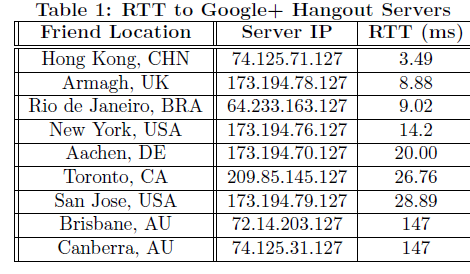 Table 1: RTT to Google+ Hangout Servers
Friend Location Server IP RTT (ms)
Hong Kong, CHN 74.125.71.127 3.49
Armagh, UK 173.194.78.127 8.88
Rio de Janeiro, BRA 64.233.163.127 9.02
New York, USA 173.194.76.127 14.2
Aachen, DE 173.194.70.127 20.00
Toronto, CA 209.85.145.127 26.76
San Jose, USA 173.194.79.127 28.89
Brisbane, AU 72.14.203.127 147
Canberra, AU 74.125.31.127 147